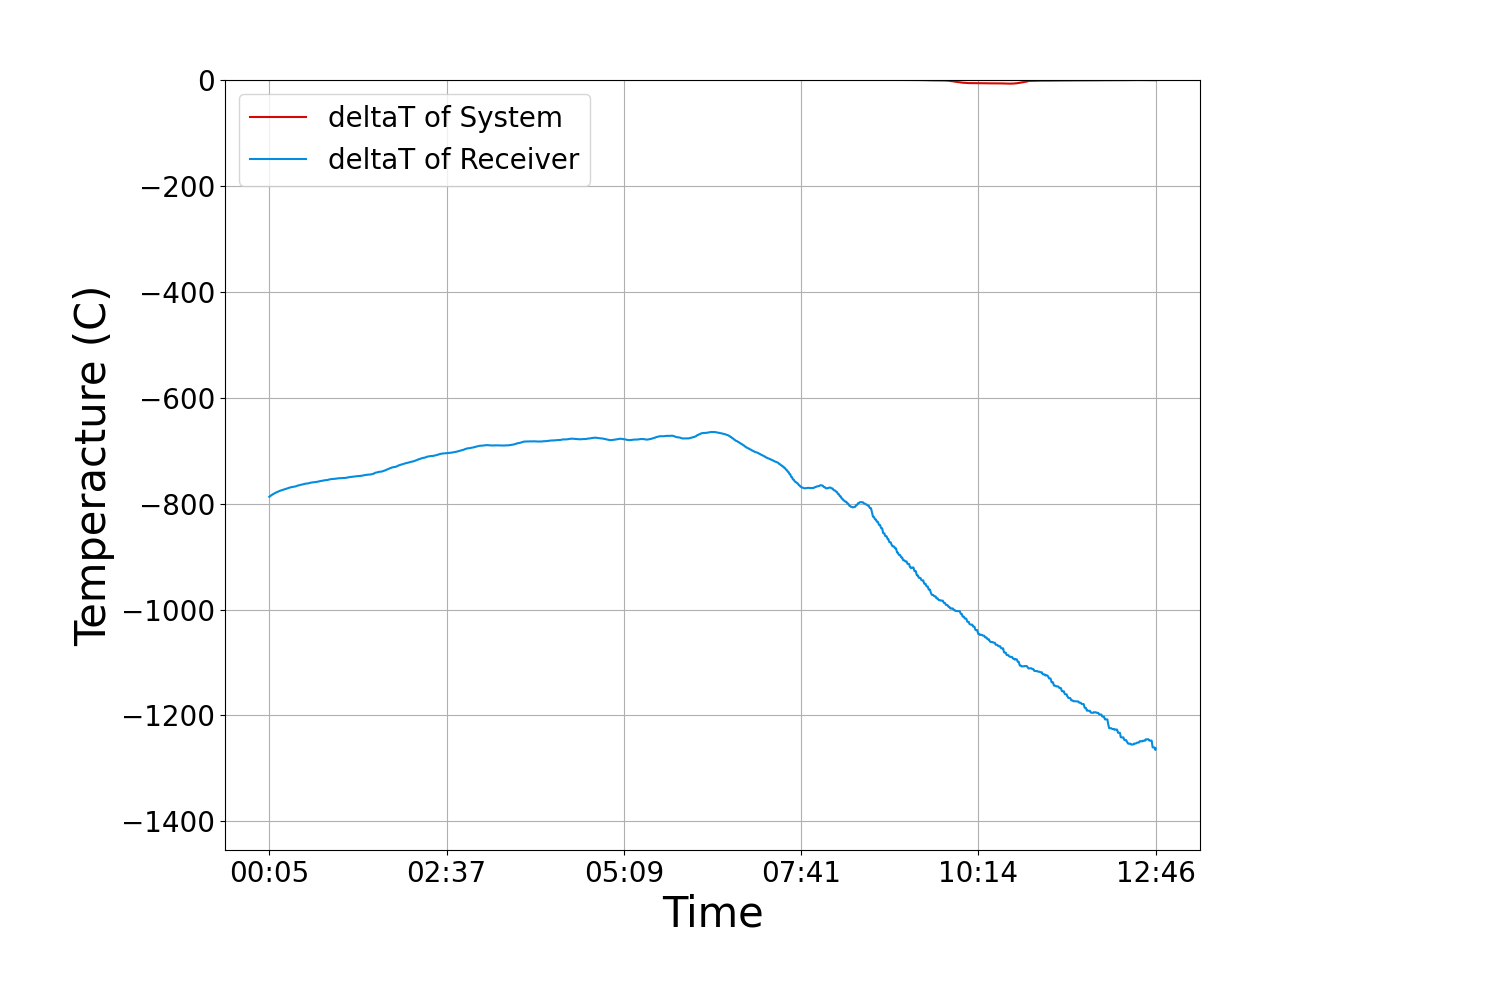 0
−200
−400
−600
−800
−1000
−1200
−1400
deltaT of System
deltaT of Receiver
Temperacture (C)
00:05 02:37 05:09 07:41 10:14 12:46
Time